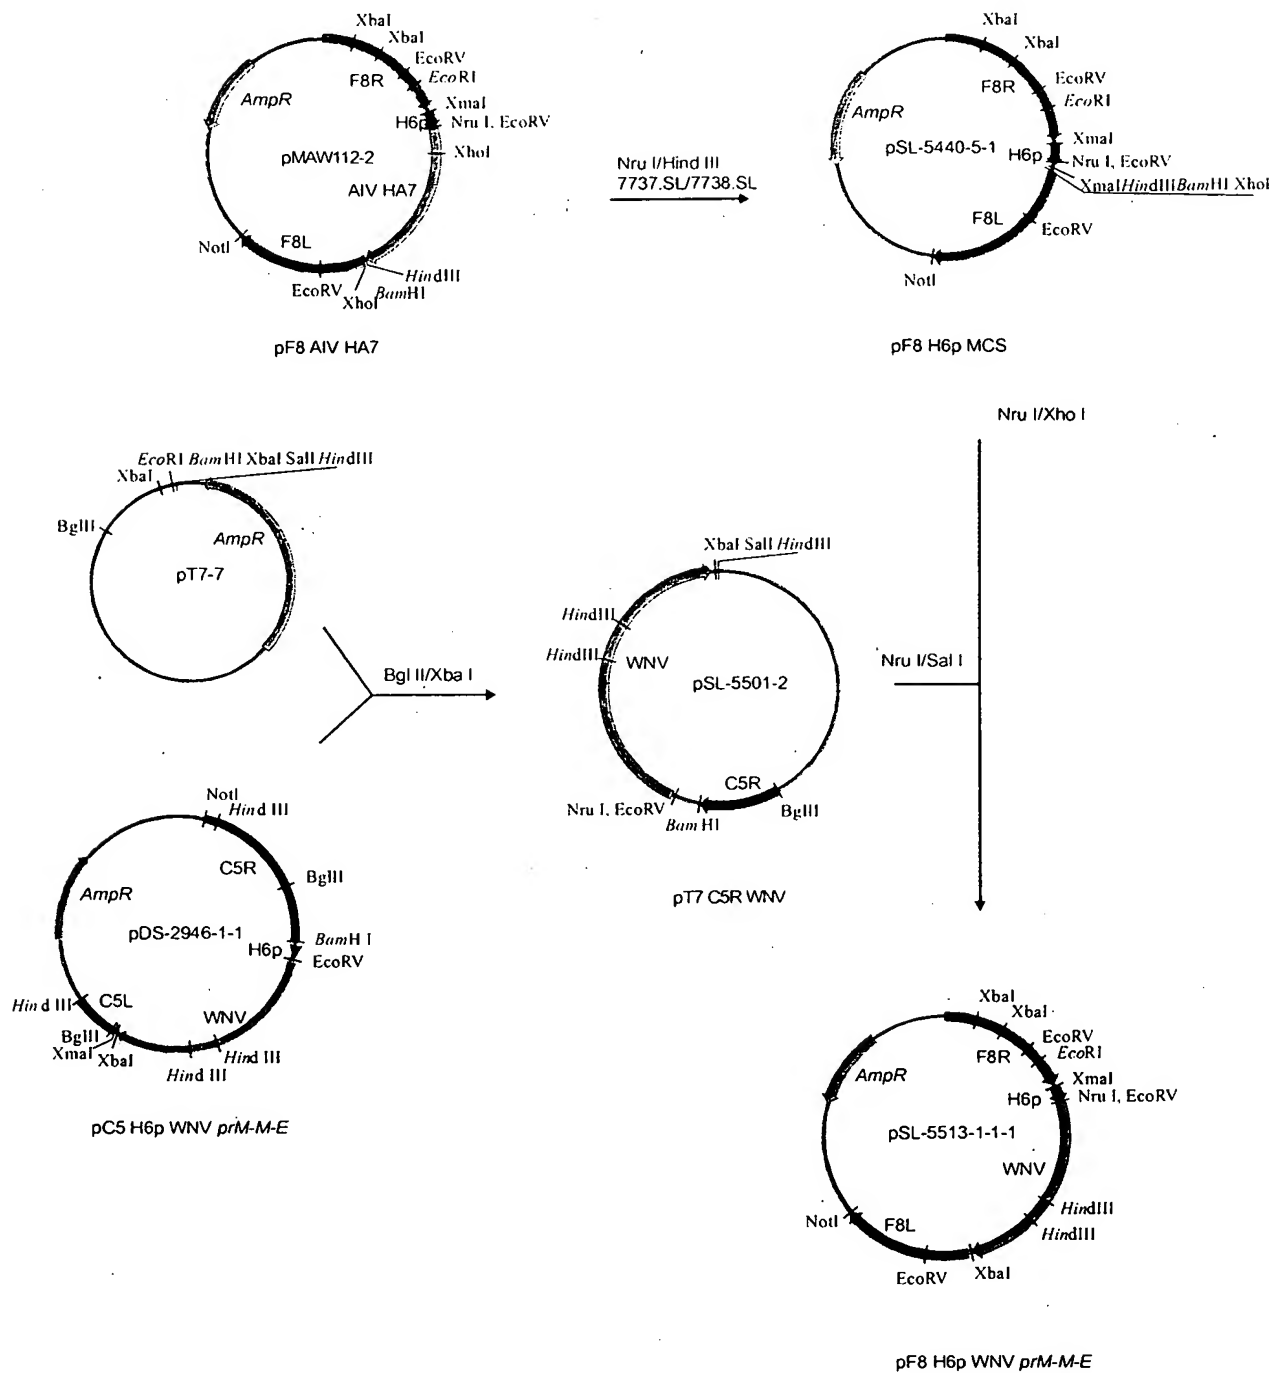 XbaI
XbaI
EcoRV
EcoRI
F8R
XmaI
H6p
Nru I, EcoRV
XhoI
AmpR
pMAW112-2
AIV HA7
NotI
F8L
HindIII
EcoRV
XhoI
BamHI
pF8 AIV HA7
Nru I/Hind III
7737.SL/7738.SL
XbaI
XbaI
EcoRV
EcoRI
F8R
AmpR
XmaI
pSL-5440-5-1
H6p
Nru I, EcoRV
XmaI HindIII BamHI XhoI
F8L
EcoRV
NotI
pF8 H6p MCS
Nru I/Xho I
EcoRI BamHI XbaI SalI HindIII
XbaI
BglII
AmpR
pT7-7
Bgl II/Xba I
XbaI SalI HindIII
HindIII
HindIII
WNV
pSL-5501-2
C5R
Nru I, EcoRV
Bam HI
BglII
pT7 C5R WNV
Nru I/Sal I
NotI
Hind III
C5R
BglII
AmpR
pDS-2946-1-1
BamH I
H6p
EcoRV
Hind III
C5L
WNV
BglII
XmaI
XbaI
Hind III
Hind III
pC5 H6p WNV prM-M-E
XbaI
XbaI
EcoRV
EcoRI
F8R
AmpR
XmaI
H6p
Nru I, EcoRV
pSL-5513-1-1-1
WNV
HindIII
HindIII
NotI
F8L
EcoRV
XbaI
pF8 H6p WNV prM-M-E